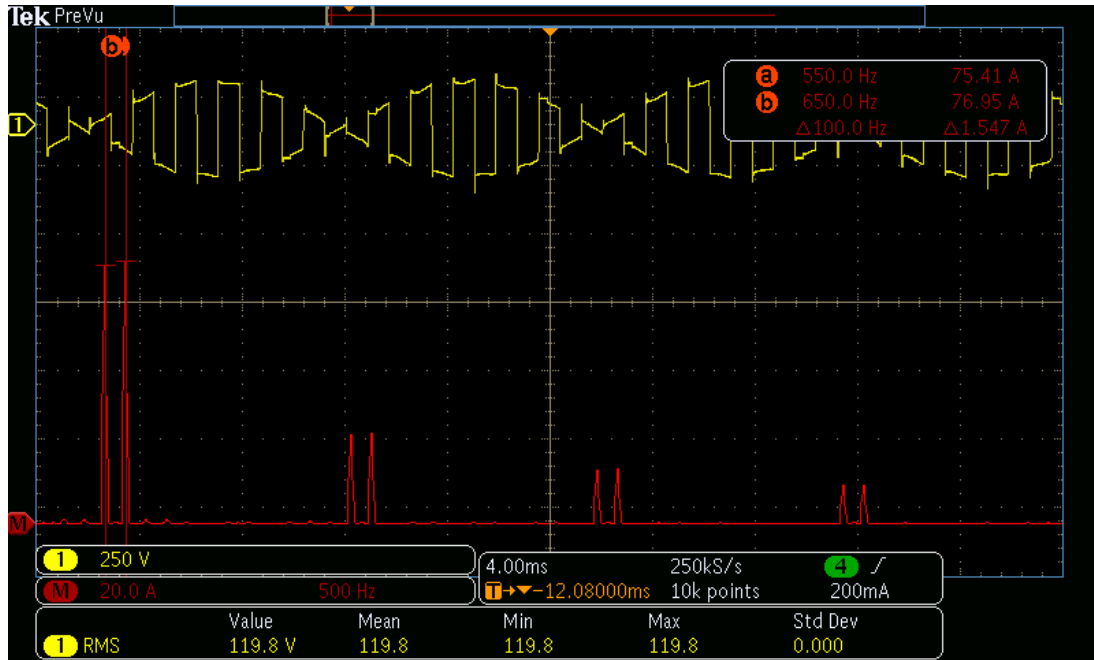 Tek PreVu
b
a 550.0 Hz 75.41 A
b 650.0 Hz 76.95 A
△100.0 Hz △1.547 A
1
M
1 250 V
M 20.0 A 500 Hz
4.00ms 250kS/s 4
T→▼−12.08000ms 10k points 200mA
Value Mean Min Max Std Dev
1 RMS 119.8 V 119.8 119.8 119.8 0.000